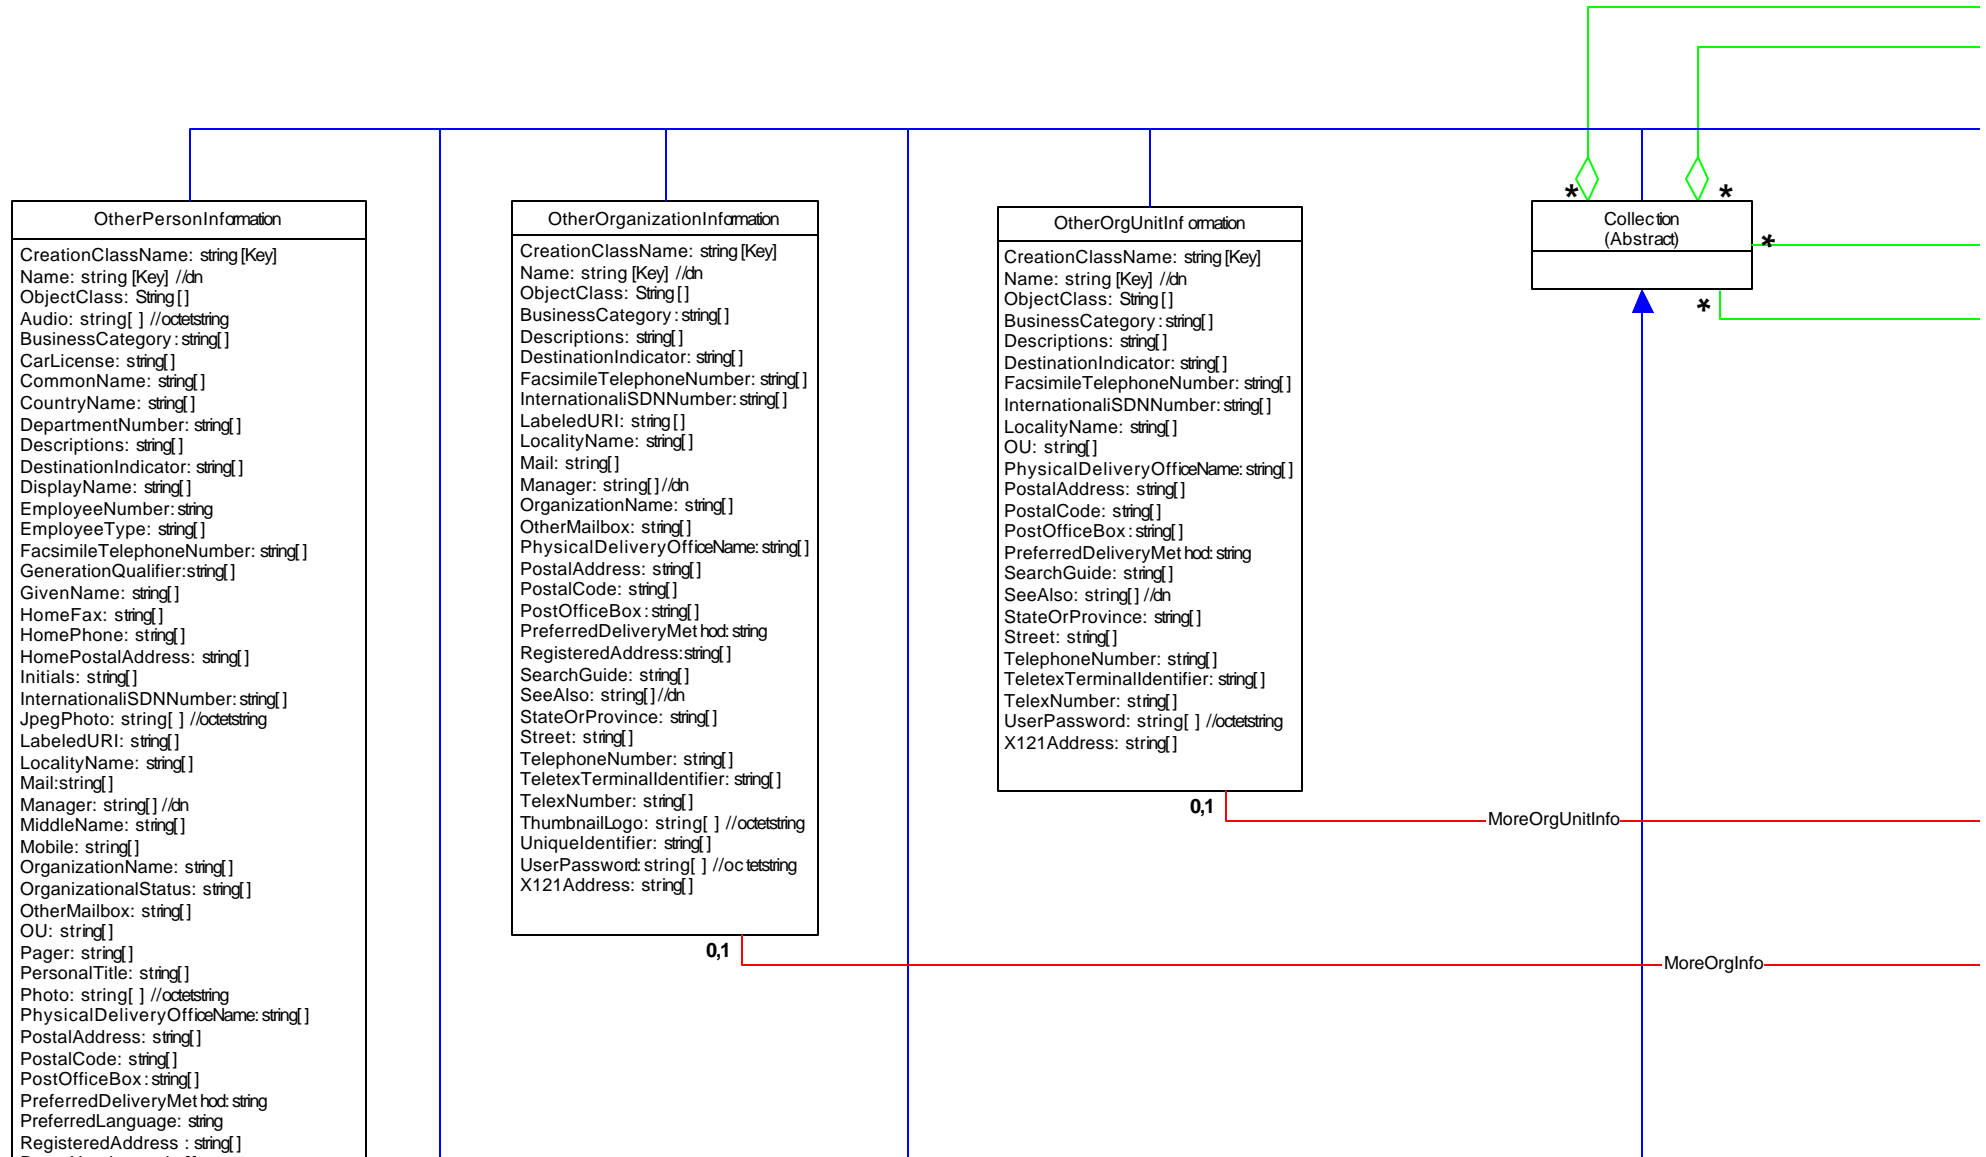 OtherPersonInformation
CreationClassName: string [Key]
Name: string [Key] //dn
ObjectClass: String[]
Audio: string[ ] //octetstring
BusinessCategory: string[]
CarLicense: string[]
CommonName: string[]
CountryName: string[]
DepartmentNumber: string[]
Descriptions: string[]
DestinationIndicator: string[]
DisplayName: string[]
EmployeeNumber:string
EmployeeType: string[]
FacsimileTelephoneNumber: string[]
GenerationQualifier:string[]
GivenName: string[]
HomeFax: string[]
HomePhone: string[]
HomePostalAddress: string[]
Initials: string[]
InternationaliSDNNumber: string[]
JpegPhoto: string[ ] //octetstring
LabeledURI: string[]
LocalityName: string[]
Mail:string[]
Manager: string[] //dn
MiddleName: string[]
Mobile: string[]
OrganizationName: string[]
OrganizationalStatus: string[]
OtherMailbox: string[]
OU: string[]
Pager: string[]
PersonalTitle: string[]
Photo: string[ ] //octetstring
PhysicalDeliveryOfficeName: string[]
PostalAddress: string[]
PostalCode: string[]
PostOfficeBox: string[]
PreferredDeliveryMethod: string
PreferredLanguage: string
RegisteredAddress : string[]
OtherOrganizationInformation
CreationClassName: string [Key]
Name: string [Key] //dn
ObjectClass: String[]
BusinessCategory: string[]
Descriptions: string[]
DestinationIndicator: string[]
FacsimileTelephoneNumber: string[]
InternationaliSDNNumber: string[]
LabeledURI: string[]
LocalityName: string[]
Mail: string[]
Manager: string[]//dn
OrganizationName: string[]
OtherMailbox: string[]
PhysicalDeliveryOfficeName: string[]
PostalAddress: string[]
PostalCode: string[]
PostOfficeBox: string[]
PreferredDeliveryMethod: string
RegisteredAddress:string[]
SearchGuide: string[]
SeeAlso: string[]//dn
StateOrProvince: string[]
Street: string[]
TelephoneNumber: string[]
TeletexTerminalIdentifier: string[]
TelexNumber: string[]
ThumbnailLogo: string[ ] //octetstring
UniqueIdentifier: string[]
UserPassword: string[ ] //octetstring
X121Address: string[]
0,1
MoreOrgInfo
OtherOrgUnitInformation
CreationClassName: string [Key]
Name: string [Key] //dn
ObjectClass: String[]
BusinessCategory: string[]
Descriptions: string[]
DestinationIndicator: string[]
FacsimileTelephoneNumber: string[]
InternationaliSDNNumber: string[]
LocalityName: string[]
OU: string[]
PhysicalDeliveryOfficeName: string[]
PostalAddress: string[]
PostalCode: string[]
PostOfficeBox: string[]
PreferredDeliveryMethod: string
SearchGuide: string[]
SeeAlso: string[] //dn
StateOrProvince: string[]
Street: string[]
TelephoneNumber: string[]
TeletexTerminalIdentifier: string[]
TelexNumber: string[]
UserPassword: string[ ] //octetstring
X121Address: string[]
0,1
MoreOrgUnitInfo
* *
Collection
(Abstract)
*
*